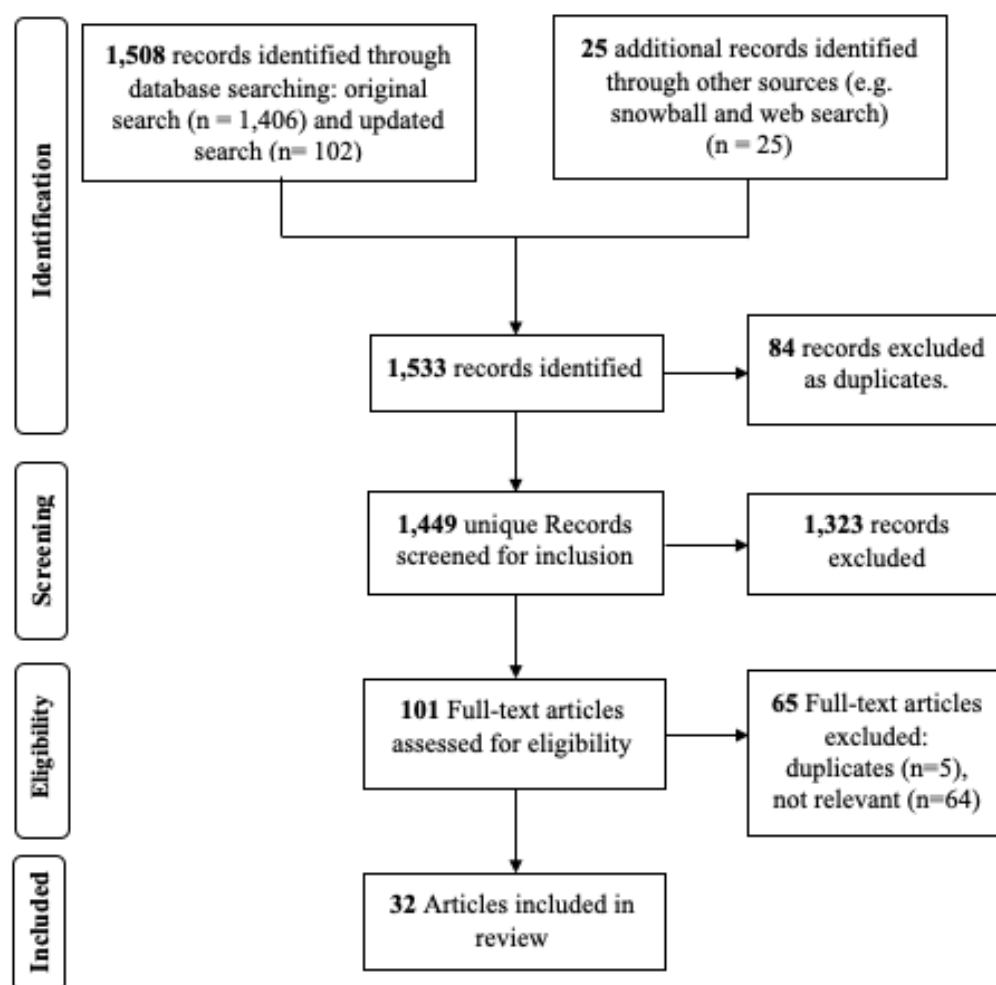 Identification
1,508 records identified through
database searching: original
search (n = 1,406) and updated
search (n= 102)
25 additional records identified
through other sources (e.g.
snowball and web search)
(n = 25)
1,533 records identified
84 records excluded
as duplicates.
Screening
1,449 unique Records
screened for inclusion
1,323 records
excluded
Eligibility
101 Full-text articles
assessed for eligibility
65 Full-text articles
excluded:
duplicates (n=5),
not relevant (n=64)
Included
32 Articles included in
review